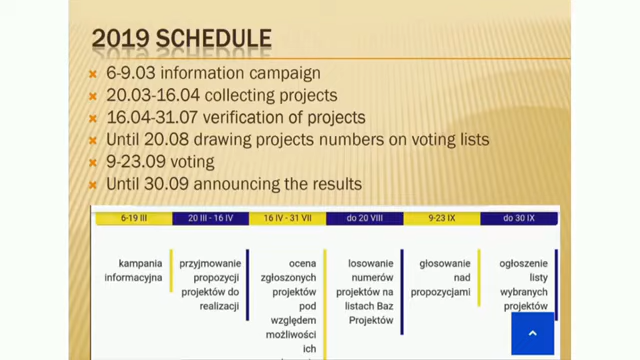 2019 SCHEDULE
6-9.03 information campaign
20.03-16.04 collecting projects
16.04-31.07 verification of projects
Until 20.08 drawing projects numbers on voting lists
9-23.09 voting
Until 30.09 announcing the results
6-19 III
20 III - 16 IV
16 IV - 31 VII
do 20 VIII
9-23 IX
do 30 IX
kampania
informacyjna
przyjmowanie
propozycji
projektów do
realizacji
ocena
zgłoszonych
projektów
pod
względem
możliwości
ich
losowanie
numerów
projektów na
listach Baz
Projektów
głosowanie
nad
propozycjami
ogłoszenie
listy
wybranych
projektów